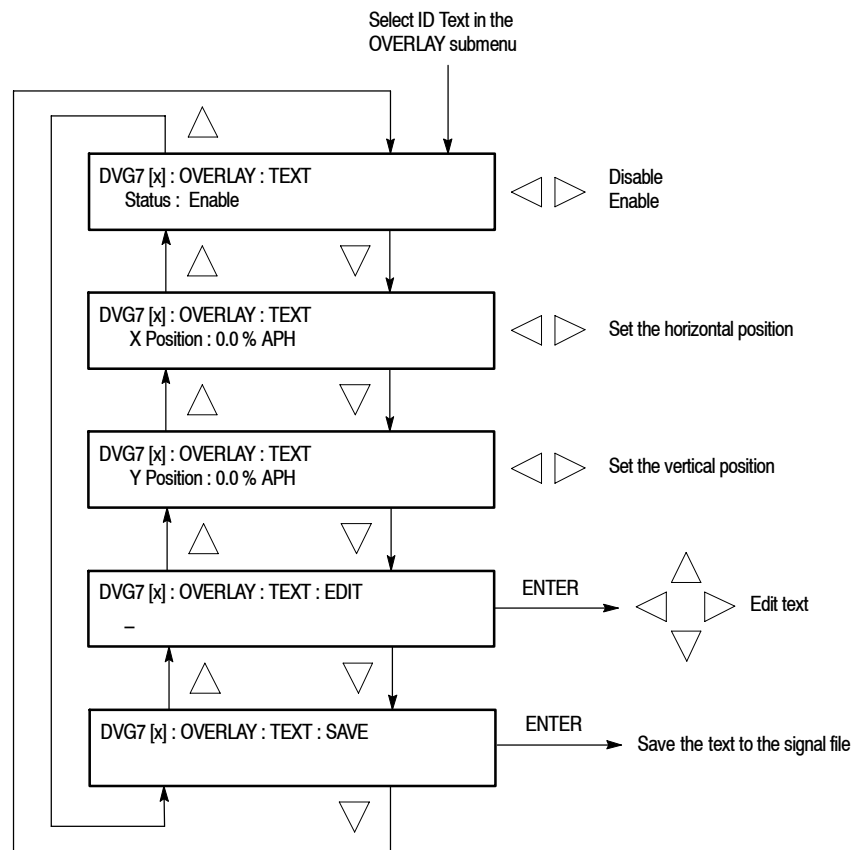 Select ID Text in the
OVERLAY submenu
DVG7 [x] : OVERLAY : TEXT
Status : Enable
Disable
Enable
DVG7 [x] : OVERLAY : TEXT
X Position : 0.0 % APH
Set the horizontal position
DVG7 [x] : OVERLAY : TEXT
Y Position : 0.0 % APH
Set the vertical position
DVG7 [x] : OVERLAY : TEXT : EDIT
_
ENTER
Edit text
DVG7 [x] : OVERLAY : TEXT : SAVE
ENTER
Save the text to the signal file